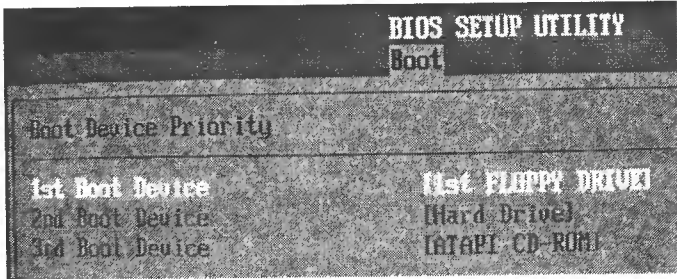 BIOS SETUP UTILITY
Boot
Boot Device Priority
1st Boot Device [1st FLOPPY DRIVE]
2nd Boot Device [Hard Drive]
3rd Boot Device [ATAPI CD-ROM]